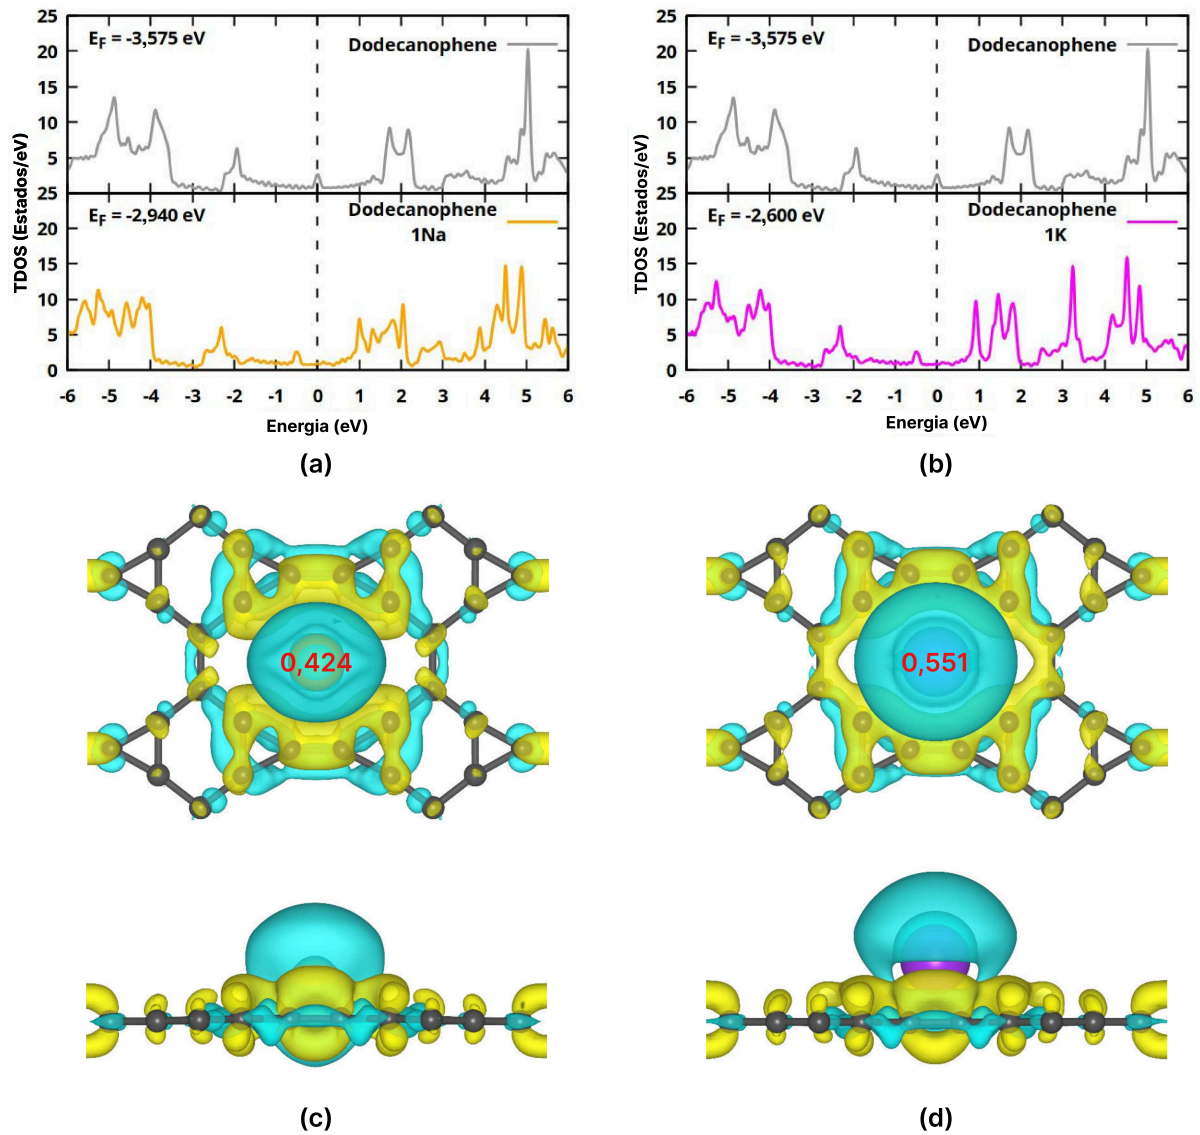 25
20
15
10
5
25
20
15
10
5
0
E_F = -3,575 eV
Dodecanophene
E_F = -2,940 eV
Dodecanophene
1Na
TDOS (Estados/eV)
-6 -5 -4 -3 -2 -1 0 1 2 3 4 5 6
Energia (eV)
(a)
25
20
15
10
5
25
20
15
10
5
0
E_F = -3,575 eV
Dodecanophene
E_F = -2,600 eV
Dodecanophene
1K
TDOS (Estados/eV)
-6 -5 -4 -3 -2 -1 0 1 2 3 4 5 6
Energia (eV)
(b)
0,424
0,551
(c)
(d)